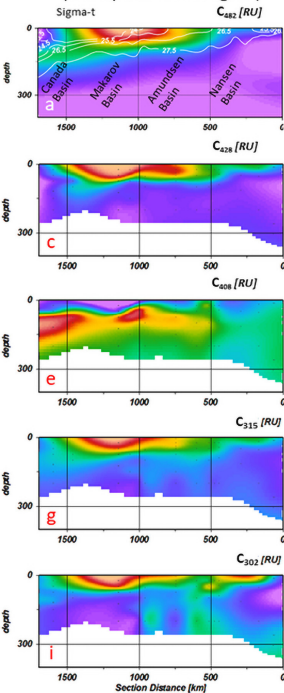 Sigma-t C482 [RU]
0
depth
300
24.5
25.5
26.5
26.5
27.5
26.5
Canada Basin
Makarov Basin
Amundsen Basin
Nansen Basin
a
1500 1000 500 0
C428 [RU]
0
depth
300
c
1500 1000 500 0
C408 [RU]
0
depth
300
e
1500 1000 500 0
C315 [RU]
0
depth
300
g
1500 1000 500 0
C302 [RU]
0
depth
300
i
1500 1000 500 0
Section Distance [km]